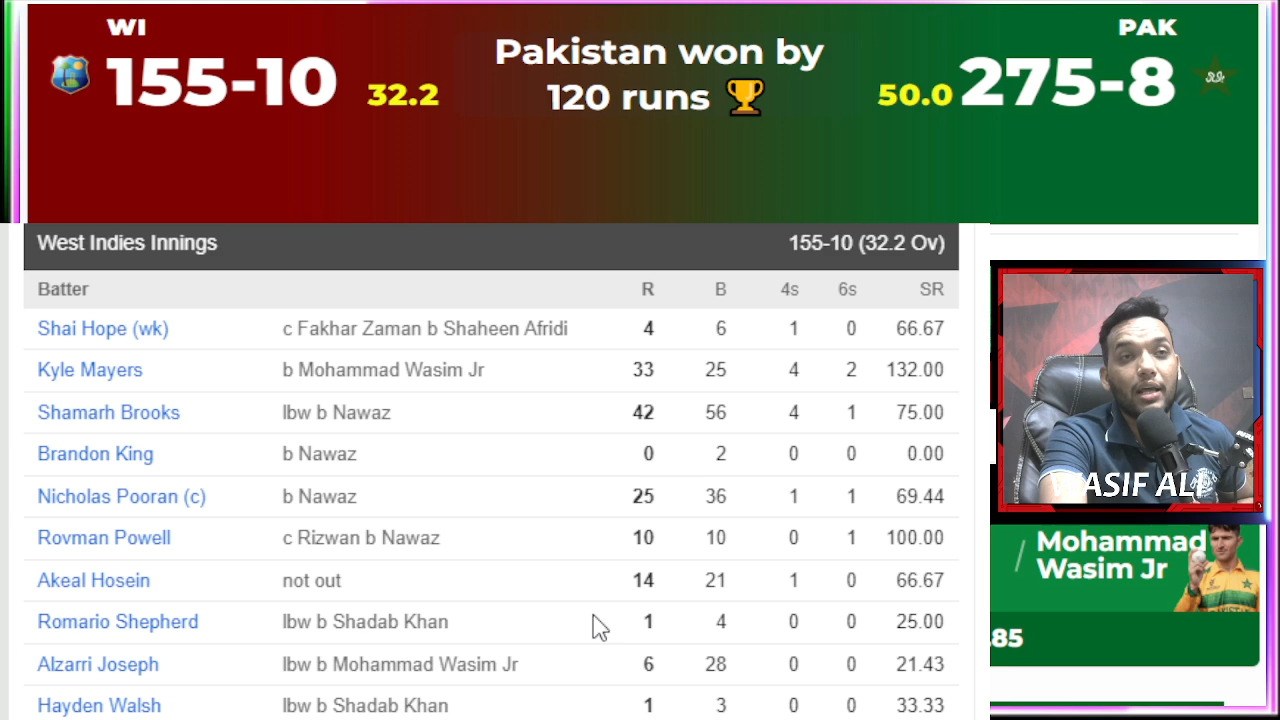 WI
155-10 32.2
Pakistan won by
120 runs 🏆
PAK
50.0 275-8
West Indies Innings 155-10 (32.2 Ov)
Batter R B 4s 6s SR
Shai Hope (wk) c Fakhar Zaman b Shaheen Afridi 4 6 1 0 66.67
Kyle Mayers b Mohammad Wasim Jr 33 25 4 2 132.00
Shamarh Brooks lbw b Nawaz 42 56 4 1 75.00
Brandon King b Nawaz 0 2 0 0 0.00
Nicholas Pooran (c) b Nawaz 25 36 1 1 69.44
Rovman Powell c Rizwan b Nawaz 10 10 0 1 100.00
Akeal Hosein not out 14 21 1 0 66.67
Romario Shepherd lbw b Shadab Khan 1 4 0 0 25.00
Alzarri Joseph lbw b Mohammad Wasim Jr 6 28 0 0 21.43
Hayden Walsh lbw b Shadab Khan 1 3 0 0 33.33
WASIF ALI
/ Mohammad
Wasim Jr
.85